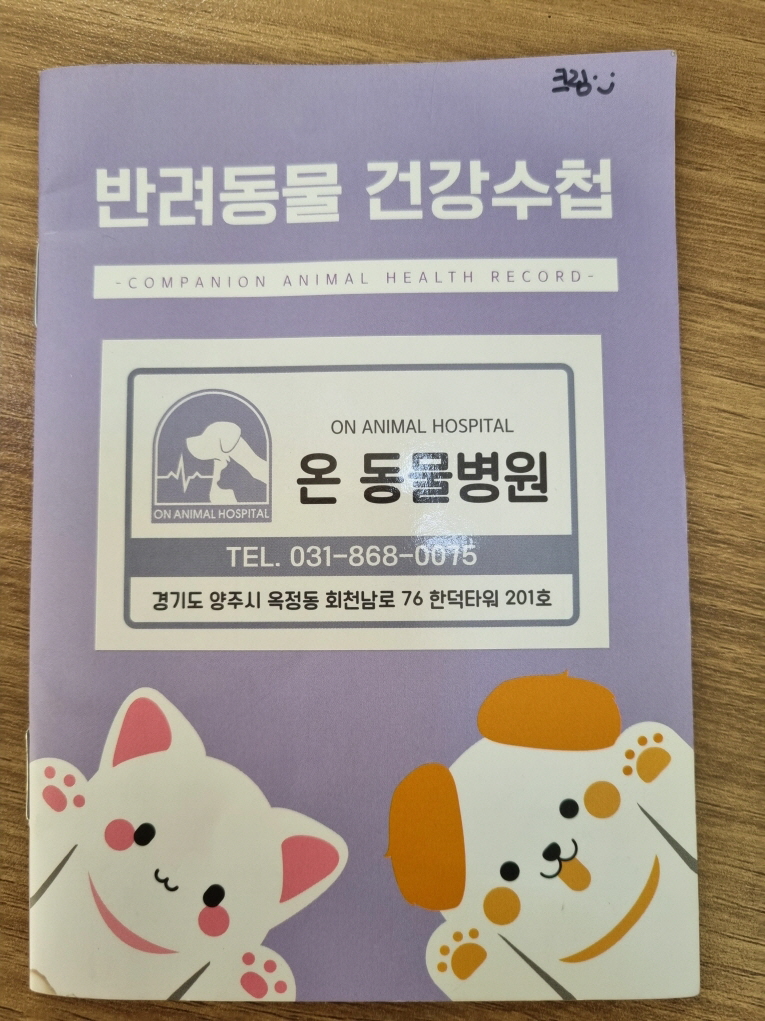 크림
반려동물 건강수첩
-COMPANION ANIMAL HEALTH RECORD-
ON ANIMAL HOSPITAL
온 동물병원
ON ANIMAL HOSPITAL
TEL. 031-868-0075
경기도 양주시 옥정동 회천남로 76 한덕타워 201호